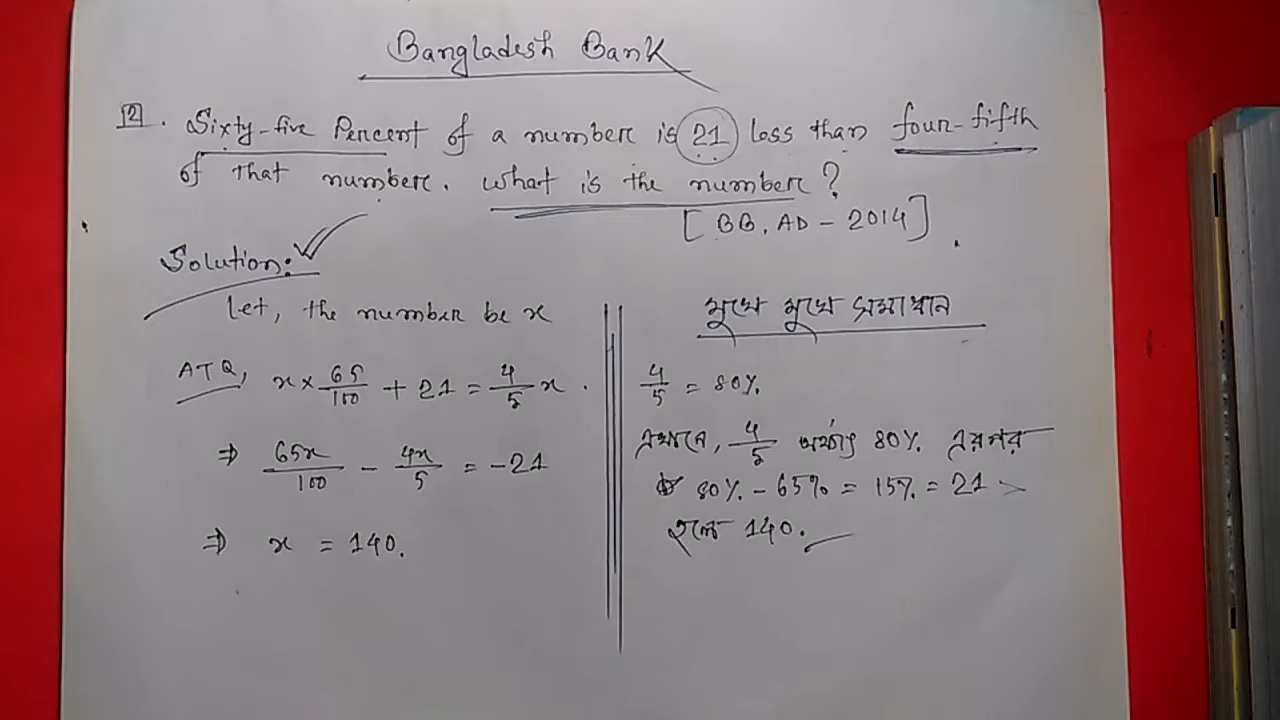 Bangladesh Bank
12. Sixty-five Percent of a number is 21 less than four-fifth
of that number. What is the number?
[BB. AD - 2014]
Solution:
Let, the number be x
ATQ, x × 65/100 + 21 = 4/5 x
⇒ 65x/100 - 4x/5 = -21
⇒ x = 140.
মুখে মুখে সমাধান
4/5 = 80%.
এখানে, 4/5 অর্থাৎ 80%. এরপর
80%. - 65% = 15%. = 21
হলে 140.